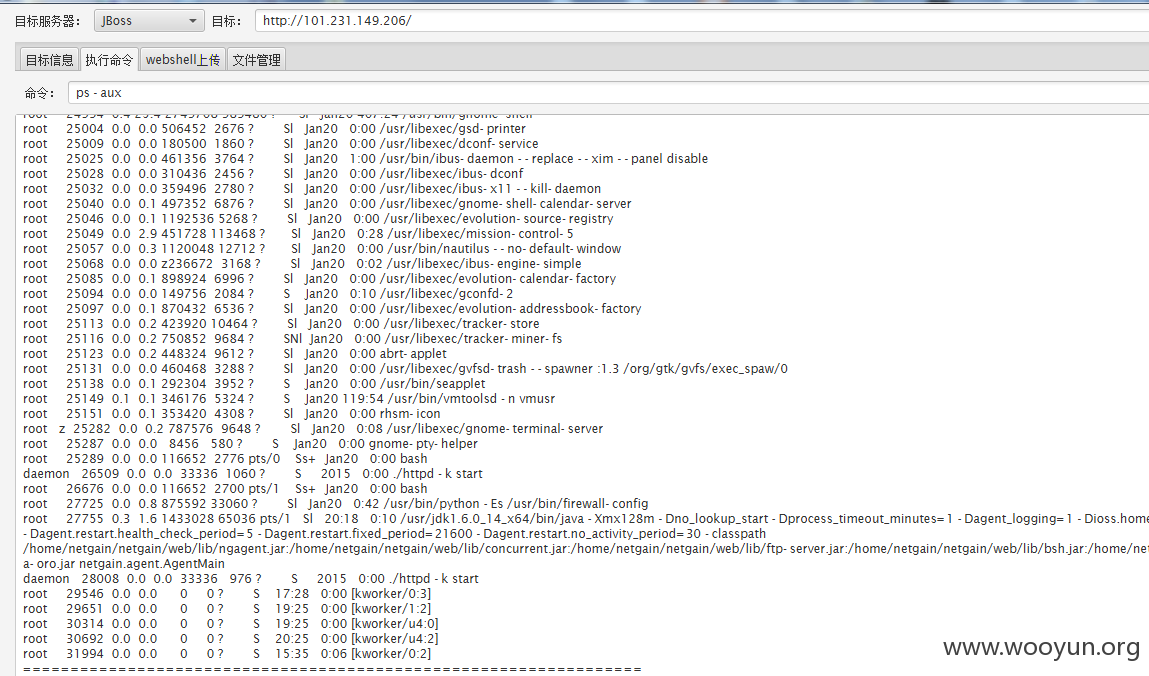 目标服务器： JBoss 目标： http://101.231.149.206/
目标信息 执行命令 webshell上传 文件管理
命令： ps - aux
root 25004 0.0 0.0 506452 2676 ? Sl Jan20 0:00 /usr/libexec/gsd- printer
root 25009 0.0 0.0 180500 1860 ? Sl Jan20 0:00 /usr/libexec/dconf- service
root 25025 0.0 0.0 461356 3764 ? Sl Jan20 1:00 /usr/bin/ibus- daemon - - replace - - xim - - panel disable
root 25028 0.0 0.0 310436 2456 ? Sl Jan20 0:00 /usr/libexec/ibus- dconf
root 25032 0.0 0.0 359496 2780 ? Sl Jan20 0:00 /usr/libexec/ibus- x11 - - kill- daemon
root 25040 0.0 0.1 497352 6876 ? Sl Jan20 0:00 /usr/libexec/gnome- shell- calendar- server
root 25046 0.0 0.1 1192536 5268 ? Sl Jan20 0:00 /usr/libexec/evolution- source- registry
root 25049 0.0 2.9 451728 113468 ? Sl Jan20 0:28 /usr/libexec/mission- control- 5
root 25057 0.0 0.3 1120048 12712 ? Sl Jan20 0:00 /usr/bin/nautilus - - no- default- window
root 25068 0.0 0.0 z236672 3168 ? Sl Jan20 0:02 /usr/libexec/ibus- engine- simple
root 25085 0.0 0.1 898924 6996 ? Sl Jan20 0:00 /usr/libexec/evolution- calendar- factory
root 25094 0.0 0.0 149756 2084 ? S Jan20 0:10 /usr/libexec/gconfd- 2
root 25097 0.0 0.1 870432 6536 ? Sl Jan20 0:00 /usr/libexec/evolution- addressbook- factory
root 25113 0.0 0.2 423920 10464 ? Sl Jan20 0:00 /usr/libexec/tracker- store
root 25116 0.0 0.2 750852 9684 ? SNl Jan20 0:00 /usr/libexec/tracker- miner- fs
root 25123 0.0 0.2 448324 9612 ? Sl Jan20 0:00 abrt- applet
root 25131 0.0 0.0 460468 3288 ? Sl Jan20 0:00 /usr/libexec/gvfsd- trash - - spawner :1.3 /org/gtk/gvfs/exec_spaw/0
root 25138 0.0 0.1 292304 3952 ? S Jan20 0:00 /usr/bin/seapplet
root 25149 0.1 0.1 346176 5324 ? S Jan20 119:54 /usr/bin/vmtoolsd - n vmusr
root 25151 0.0 0.1 353420 4308 ? Sl Jan20 0:00 rhsm- icon
root z 25282 0.0 0.2 787576 9648 ? Sl Jan20 0:08 /usr/libexec/gnome- terminal- server
root 25287 0.0 0.0 8456 580 ? S Jan20 0:00 gnome- pty- helper
root 25289 0.0 0.0 116652 2776 pts/0 Ss+ Jan20 0:00 bash
daemon 26509 0.0 0.0 33336 1060 ? S 2015 0:00 ./httpd - k start
root 26676 0.0 0.0 116652 2700 pts/1 Ss+ Jan20 0:00 bash
root 27725 0.0 0.8 875592 33060 ? Sl Jan20 0:42 /usr/bin/python - Es /usr/bin/firewall- config
root 27755 0.3 1.6 1433028 65036 pts/1 Sl 20:18 0:10 /usr/jdk1.6.0_14_x64/bin/java - Xmx128m - Dno_lookup_start - Dprocess_timeout_minutes=1 - Dagent_logging=1 - Dioss.home
- Dagent.restart.health_check_period=5 - Dagent.restart.fixed_period=21600 - Dagent.restart.no_activity_period=30 - classpath
/home/netgain/netgain/web/lib/ngagent.jar:/home/netgain/netgain/web/lib/concurrent.jar:/home/netgain/netgain/web/lib/ftp- server.jar:/home/netgain/netgain/web/lib/bsh.jar:/home/net
a- oro.jar netgain.agent.AgentMain
daemon 28008 0.0 0.0 33336 976 ? S 2015 0:00 ./httpd - k start
root 29546 0.0 0.0 0 0 ? S 17:28 0:00 [kworker/0:3]
root 29651 0.0 0.0 0 0 ? S 19:25 0:00 [kworker/1:2]
root 30314 0.0 0.0 0 0 ? S 19:25 0:00 [kworker/u4:0]
root 30692 0.0 0.0 0 0 ? S 20:25 0:00 [kworker/u4:2]
root 31994 0.0 0.0 0 0 ? S 15:35 0:06 [kworker/0:2]
=================================================================
www.wooyun.org